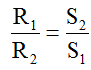 R₁/R₂ = S₂/S₁